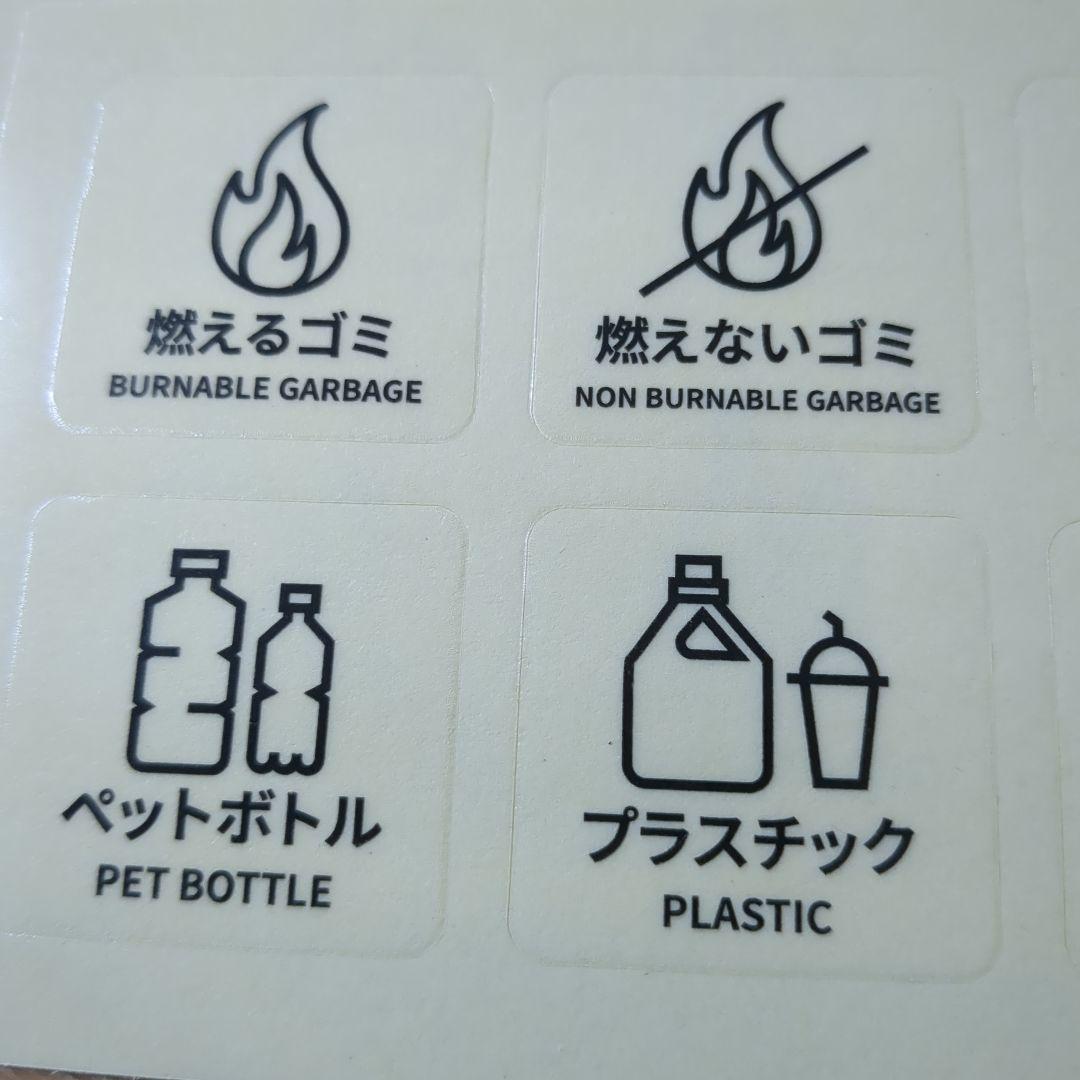 燃えるゴミ
BURNABLE GARBAGE
燃えないゴミ
NON BURNABLE GARBAGE
ペットボトル
PET BOTTLE
プラスチック
PLASTIC